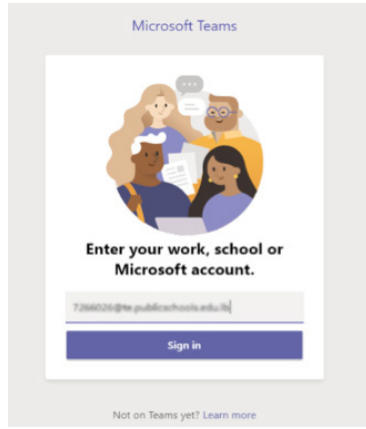 Microsoft Teams
Enter your work, school or
Microsoft account.
7266026@te.publicschools.edu.lb
Sign in
Not on Teams yet? Learn more